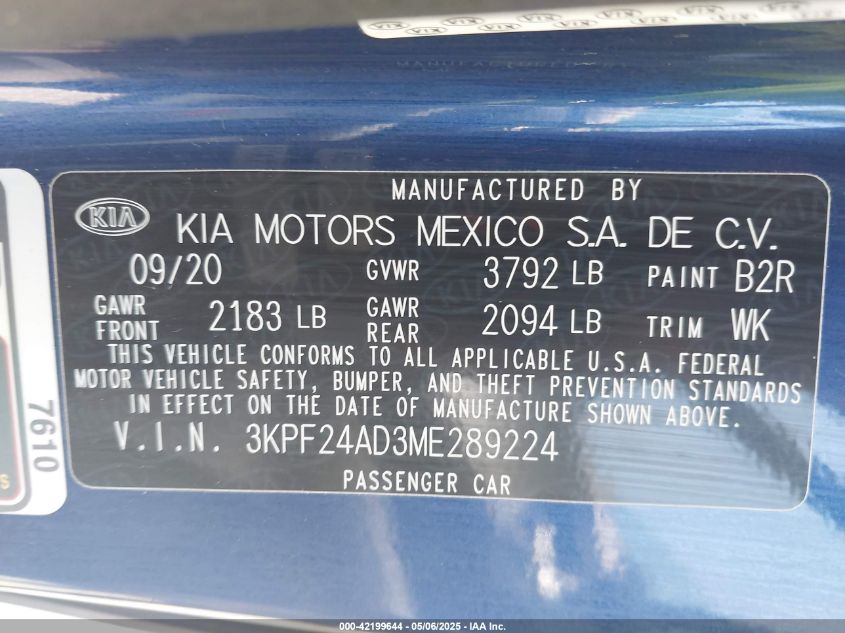 MANUFACTURED BY
KIA KIA MOTORS MEXICO S.A. DE C.V.
09/20 GVWR 3792 LB PAINT B2R
GAWR FRONT 2183 LB GAWR REAR 2094 LB TRIM WK
THIS VEHICLE CONFORMS TO ALL APPLICABLE U.S.A. FEDERAL
MOTOR VEHICLE SAFETY, BUMPER, AND THEFT PREVENTION STANDARDS
IN EFFECT ON THE DATE OF MANUFACTURE SHOWN ABOVE.
V.I.N. 3KPF24AD3ME289224
PASSENGER CAR
7610
000-42199644 - 05/06/2025 - IAA Inc.